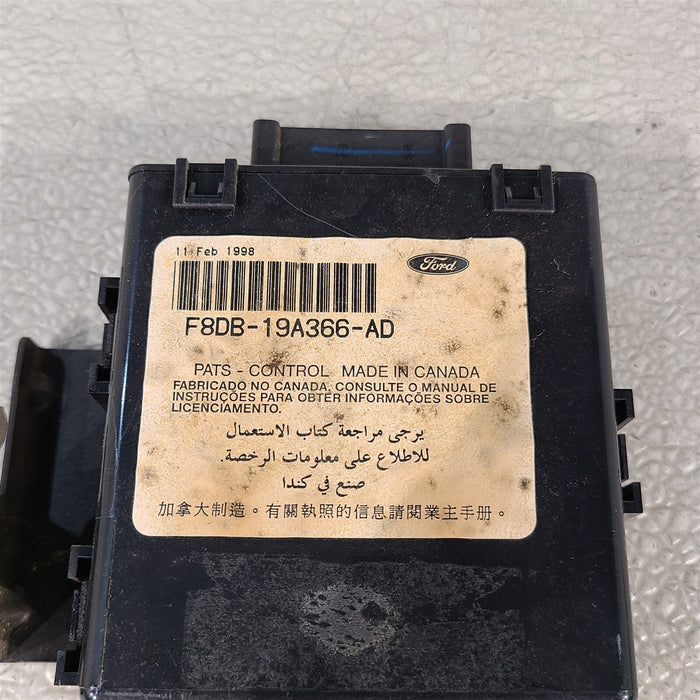 11 Feb 1998
Ford
F8DB-19A366-AD
PATS - CONTROL MADE IN CANADA
FABRICADO NO CANADA. CONSULTE O MANUAL DE
INSTRUÇÕES PARA OBTER INFORMAÇÕES SOBRE
LICENCIAMENTO.
يرجى مراجعة كتاب الاستعمال
للاطلاع على معلومات الرخصة.
صنع في كندا
加拿大制造。有關執照的信息請閱業主手册。